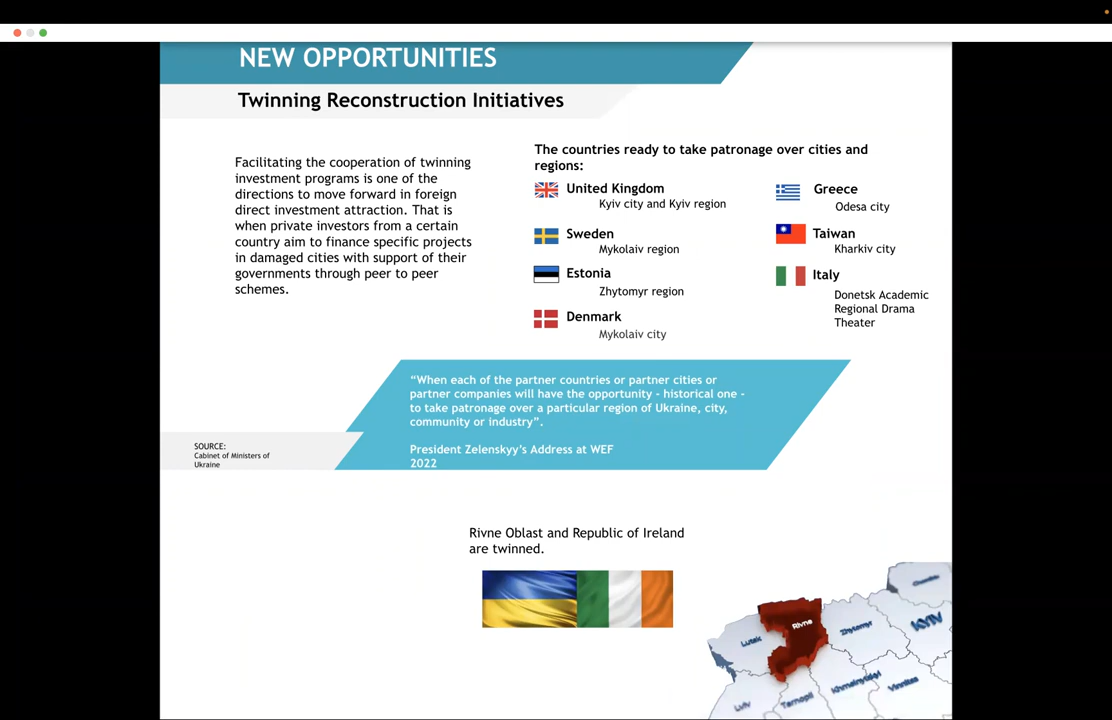 NEW OPPORTUNITIES
Twinning Reconstruction Initiatives
Facilitating the cooperation of twinning
investment programs is one of the
directions to move forward in foreign
direct investment attraction. That is
when private investors from a certain
country aim to finance specific projects
in damaged cities with support of their
governments through peer to peer
schemes.
The countries ready to take patronage over cities and
regions:
United Kingdom
Kyiv city and Kyiv region
Sweden
Mykolaiv region
Estonia
Zhytomyr region
Denmark
Mykolaiv city
Greece
Odesa city
Taiwan
Kharkiv city
Italy
Donetsk Academic
Regional Drama
Theater
“When each of the partner countries or partner cities or
partner companies will have the opportunity - historical one -
to take patronage over a particular region of Ukraine, city,
community or industry”.
President Zelenskyy’s Address at WEF
2022
SOURCE:
Cabinet of Ministers of
Ukraine
Rivne Oblast and Republic of Ireland
are twinned.
Lutsk
Rivne
Zhytomyr
KYIV
Lviv
Ternopil
Khmelnytskyi
Vinnitsa